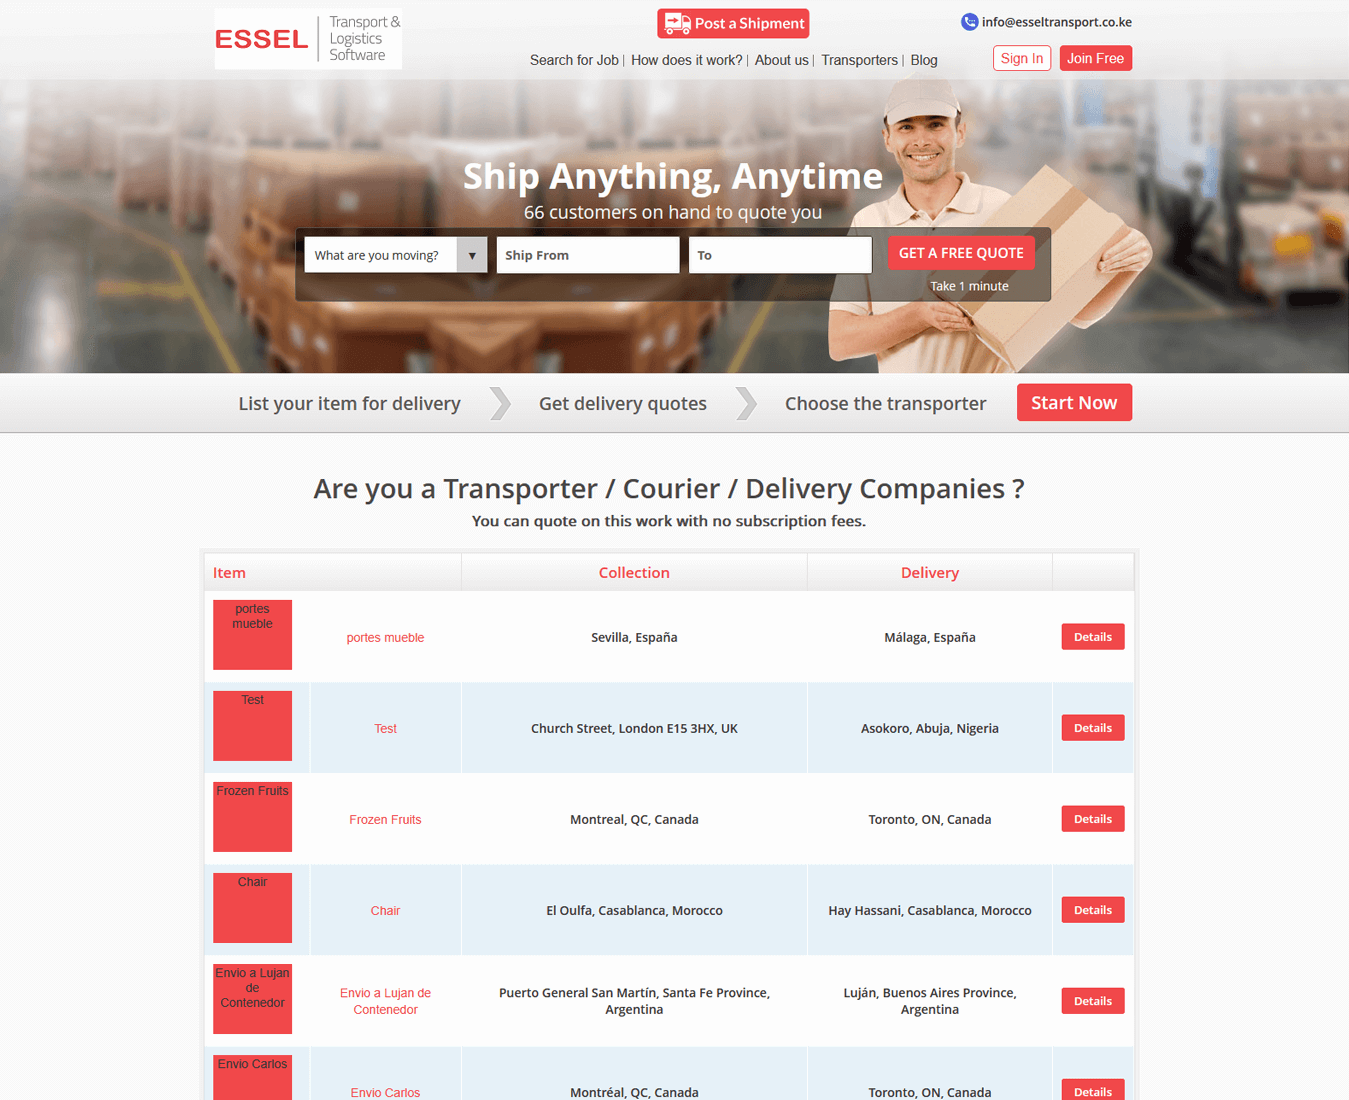 ESSEL
Transport &
Logistics
Software
Post a Shipment
info@esseltransport.co.ke
Search for Job | How does it work? | About us | Transporters | Blog
Sign In
Join Free
Ship Anything, Anytime
66 customers on hand to quote you
What are you moving?
Ship From
To
GET A FREE QUOTE
Take 1 minute
List your item for delivery
Get delivery quotes
Choose the transporter
Start Now
Are you a Transporter / Courier / Delivery Companies ?
You can quote on this work with no subscription fees.
Item
Collection
Delivery
portes
mueble
portes mueble
Sevilla, España
Málaga, España
Details
Test
Test
Church Street, London E15 3HX, UK
Asokoro, Abuja, Nigeria
Details
Frozen Fruits
Frozen Fruits
Montreal, QC, Canada
Toronto, ON, Canada
Details
Chair
Chair
El Oulfa, Casablanca, Morocco
Hay Hassani, Casablanca, Morocco
Details
Envio a Lujan
de
Contenedor
Envio a Lujan de
Contenedor
Puerto General San Martín, Santa Fe Province,
Argentina
Luján, Buenos Aires Province,
Argentina
Details
Envio Carlos
Envio Carlos
Montréal, QC, Canada
Toronto, ON, Canada
Details